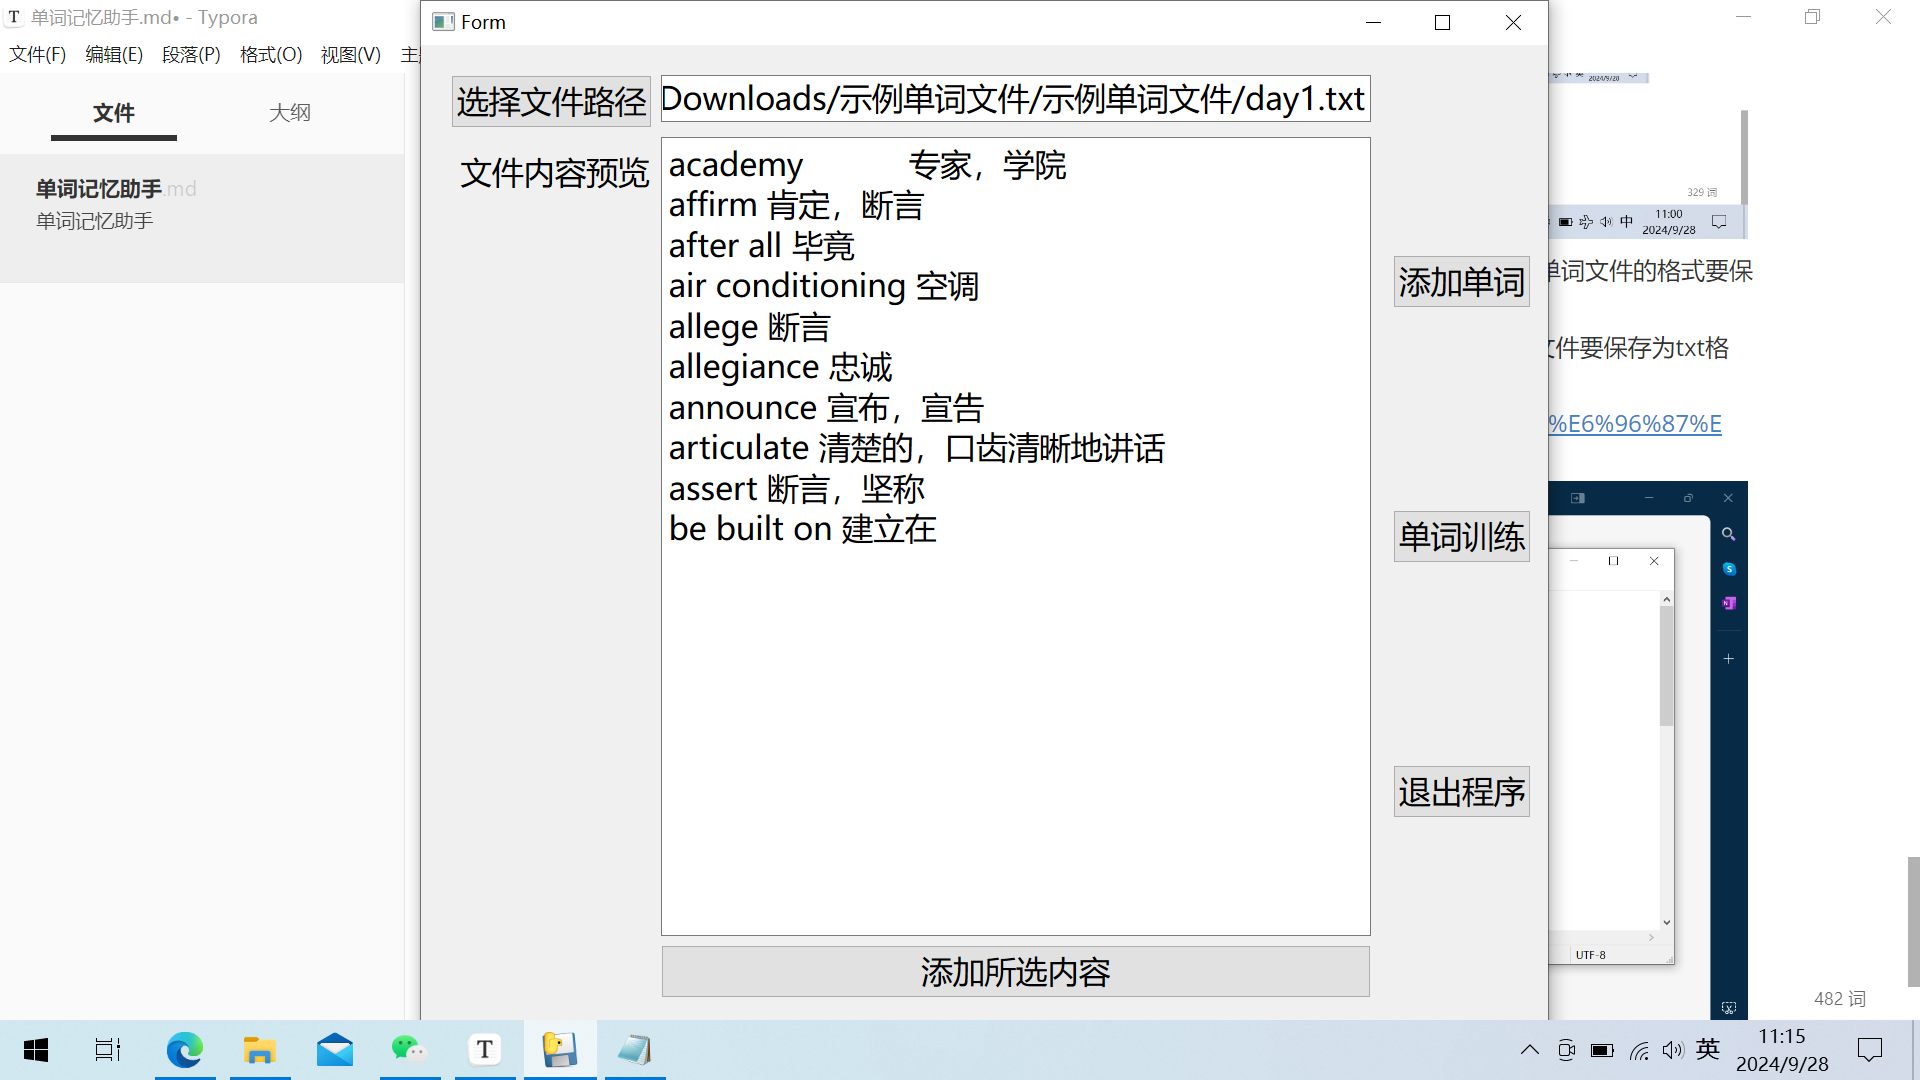 单词记忆助手.md• - Typora
文件(F) 编辑(E) 段落(P) 格式(O) 视图(V)
文件
大纲
单词记忆助手.md
单词记忆助手
Form
选择文件路径
Downloads/示例单词文件/示例单词文件/day1.txt
文件内容预览
academy 专家，学院
affirm 肯定，断言
after all 毕竟
air conditioning 空调
allege 断言
allegiance 忠诚
announce 宣布，宣告
articulate 清楚的，口齿清晰地讲话
assert 断言，坚称
be built on 建立在
添加所选内容
添加单词
单词训练
退出程序
2024/9/28
329 词
中
11:00
2024/9/28
单词文件的格式要保
文件要保存为txt格
%E6%96%87%E
UTF-8
482 词
英
11:15
2024/9/28